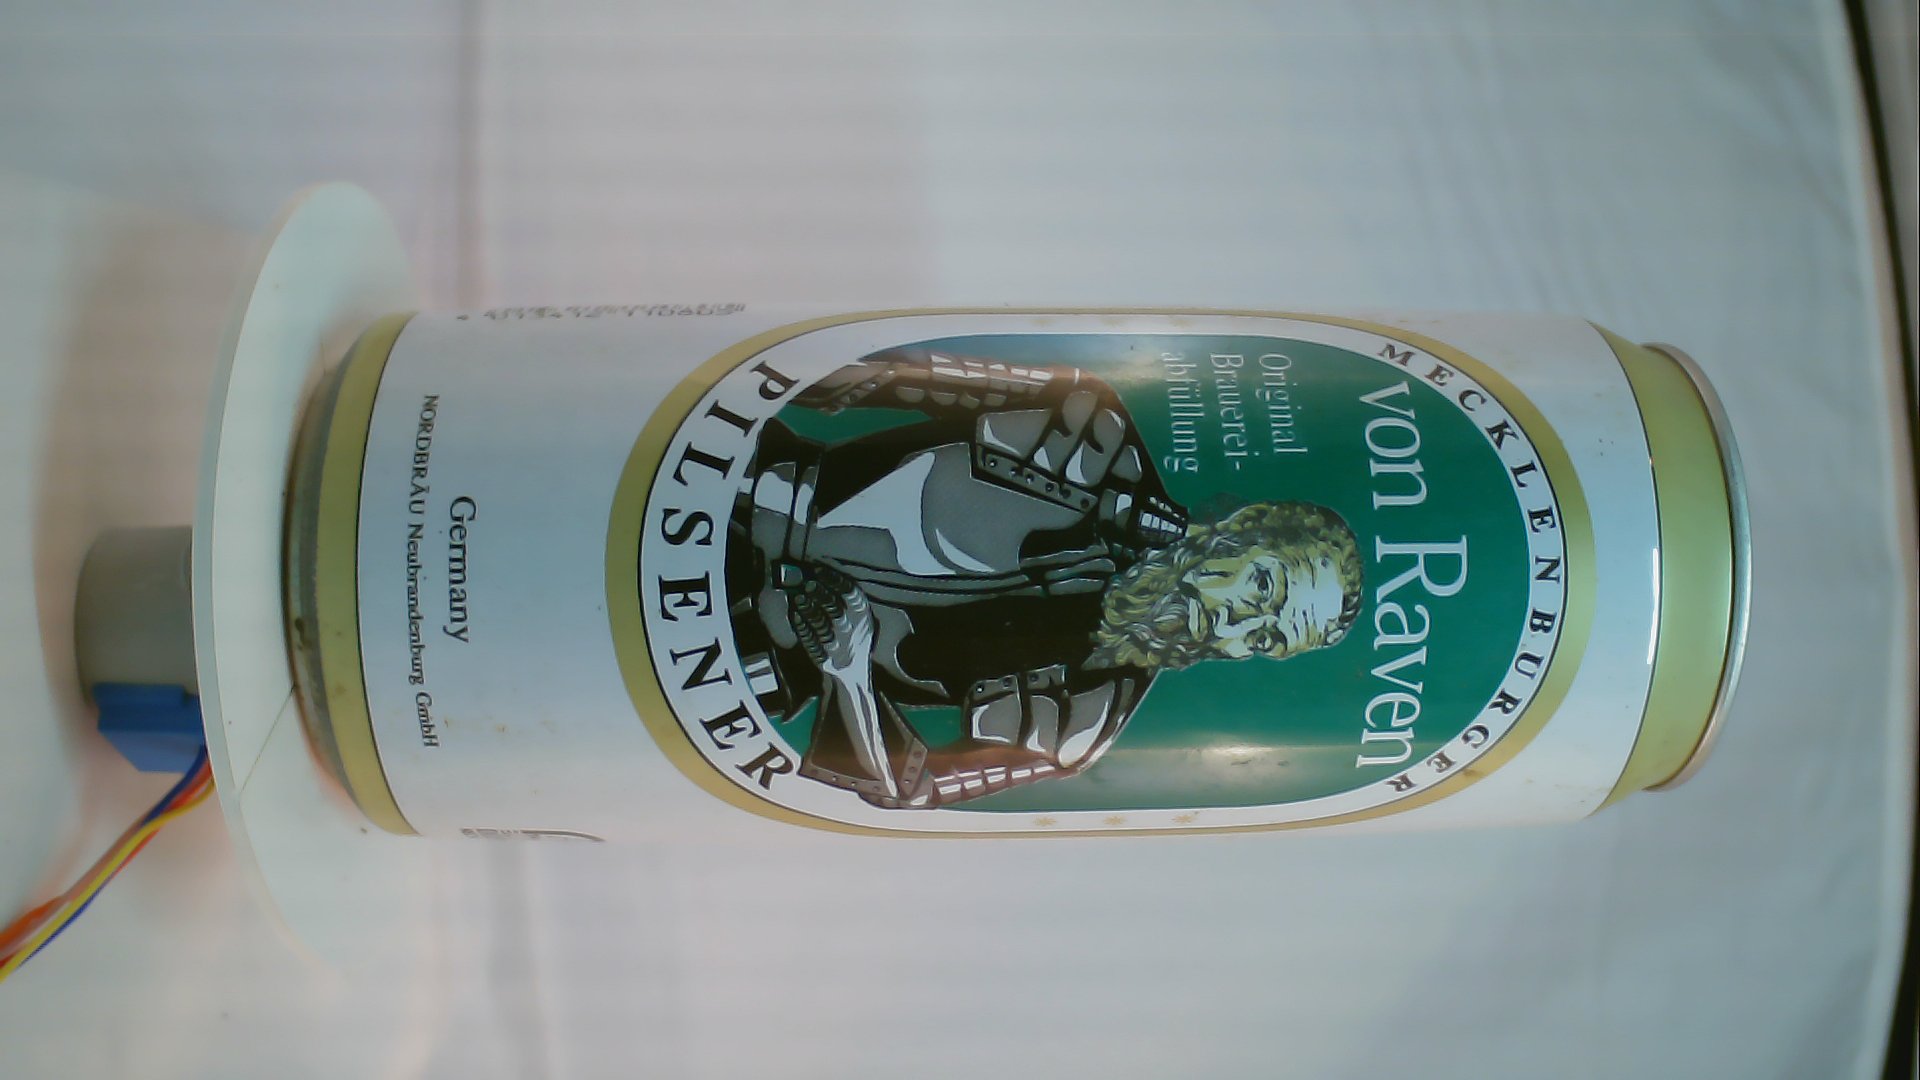 MECKLENBURGER
von Raven
Original
Brauerei-
abfüllung
PILSENER
Germany
NORDBRÄU Neubrandenburg GmbH